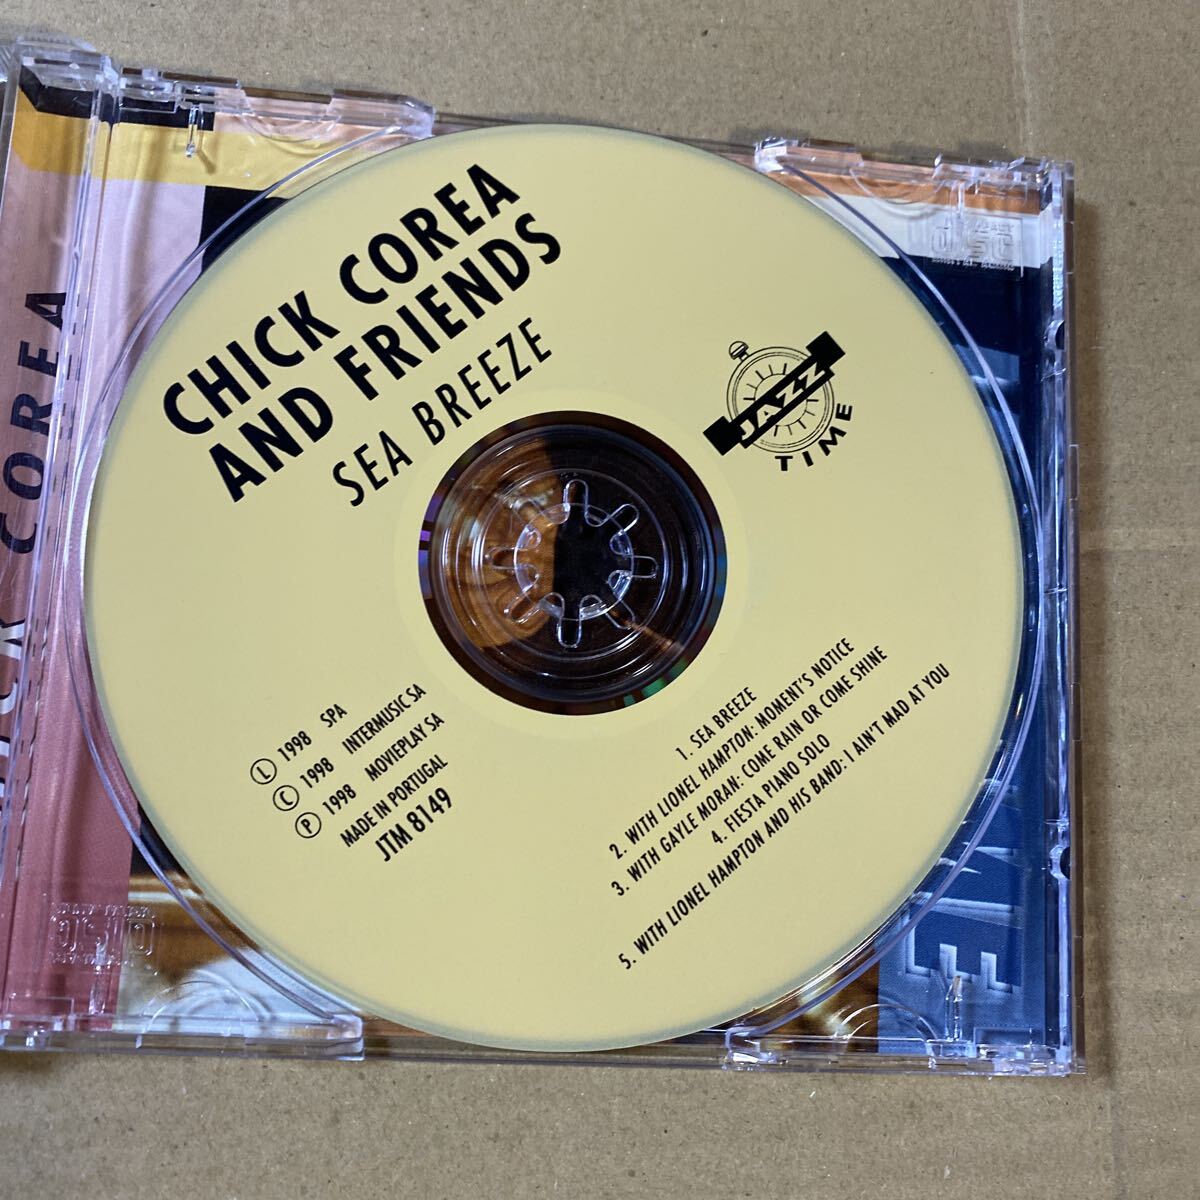 CHICK COREA
AND FRIENDS
SEA BREEZE
JAZZ
TIME
L 1998 SPA
C 1998 INTERMUSIC SA
P 1998 MOVIEPLAY SA
MADE IN PORTUGAL
JTM 8149
1. SEA BREEZE
2. WITH LIONEL HAMPTON: MOMENT'S NOTICE
3. WITH GAYLE MORAN: COME RAIN OR COME SHINE
4. FIESTA PIANO SOLO
5. WITH LIONEL HAMPTON AND HIS BAND: I AIN'T MAD AT YOU
COREA